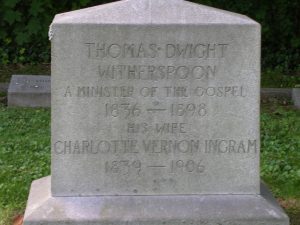 THOMAS DWIGHT
WITHERSPOON
A MINISTER OF THE GOSPEL
1836 — 1898
HIS WIFE
CHARLOTTE VERNON INGRAM
1839 — 1906